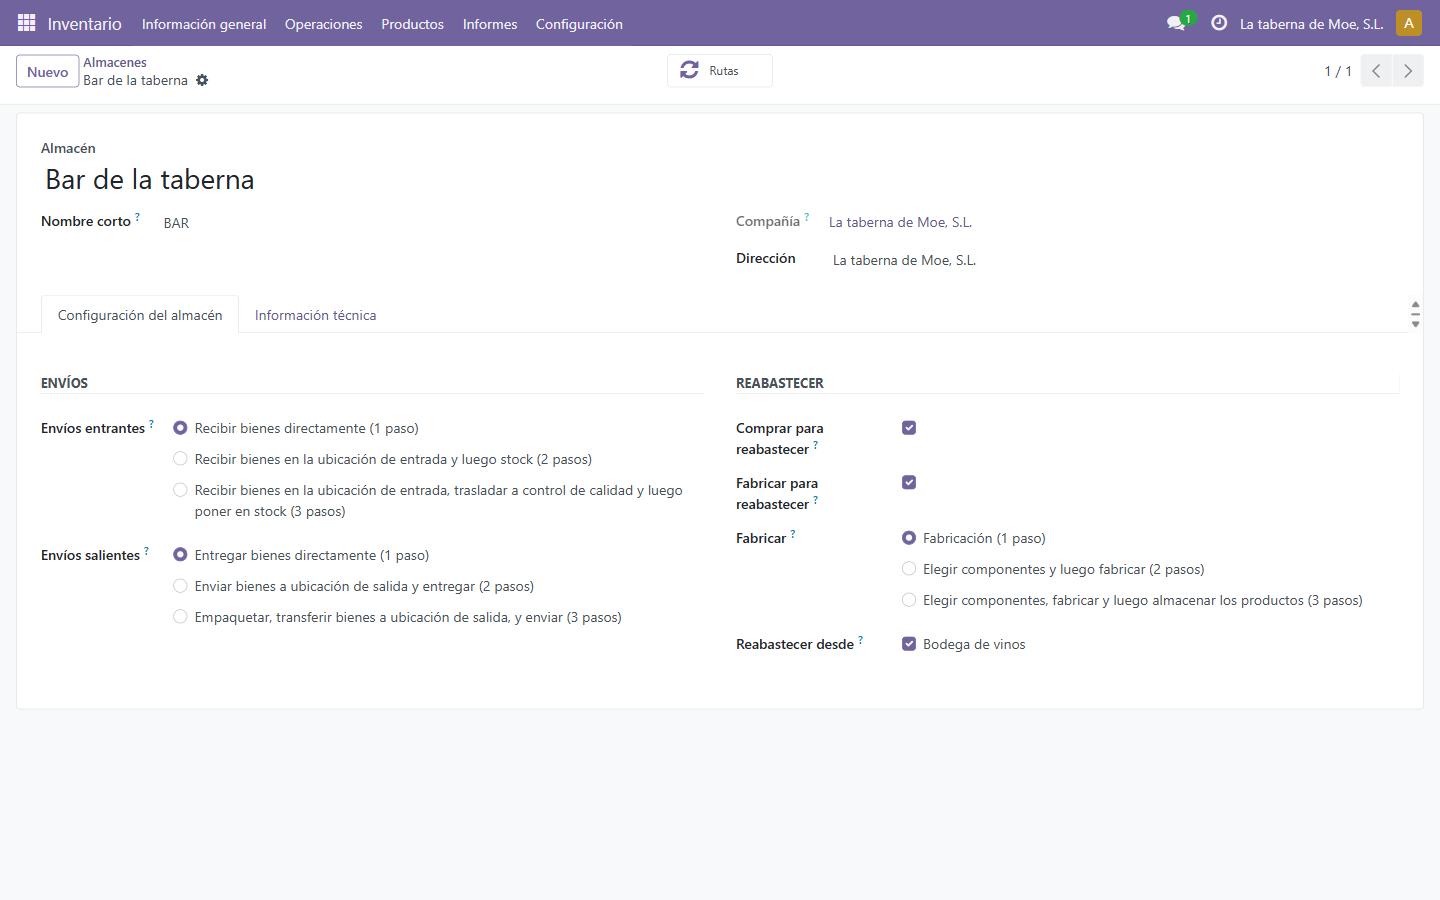 Inventario
Información general
Operaciones
Productos
Informes
Configuración
1
La taberna de Moe, S.L.
A
Nuevo
Almacenes
Bar de la taberna
Rutas
1 / 1
Almacén
Bar de la taberna
Nombre corto ?
BAR
Compañía ?
La taberna de Moe, S.L.
Dirección
La taberna de Moe, S.L.
Configuración del almacén
Información técnica
ENVÍOS
Envíos entrantes ?
Recibir bienes directamente (1 paso)
Recibir bienes en la ubicación de entrada y luego stock (2 pasos)
Recibir bienes en la ubicación de entrada, trasladar a control de calidad y luego
poner en stock (3 pasos)
Envíos salientes ?
Entregar bienes directamente (1 paso)
Enviar bienes a ubicación de salida y entregar (2 pasos)
Empaquetar, transferir bienes a ubicación de salida, y enviar (3 pasos)
REABASTECER
Comprar para
reabastecer ?
Fabricar para
reabastecer ?
Fabricar ?
Fabricación (1 paso)
Elegir componentes y luego fabricar (2 pasos)
Elegir componentes, fabricar y luego almacenar los productos (3 pasos)
Reabastecer desde ?
Bodega de vinos